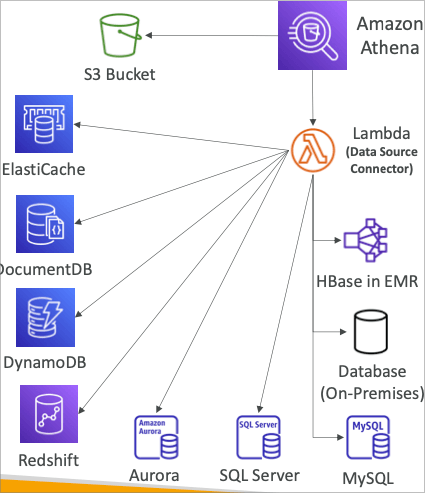 Amazon
Athena
S3 Bucket
Lambda
(Data Source
Connector)
ElastiCache
DocumentDB
HBase in EMR
DynamoDB
Database
(On-Premises)
Redshift
Amazon
Aurora
Aurora
SQL Server
SQL Server
MySQL
MySQL